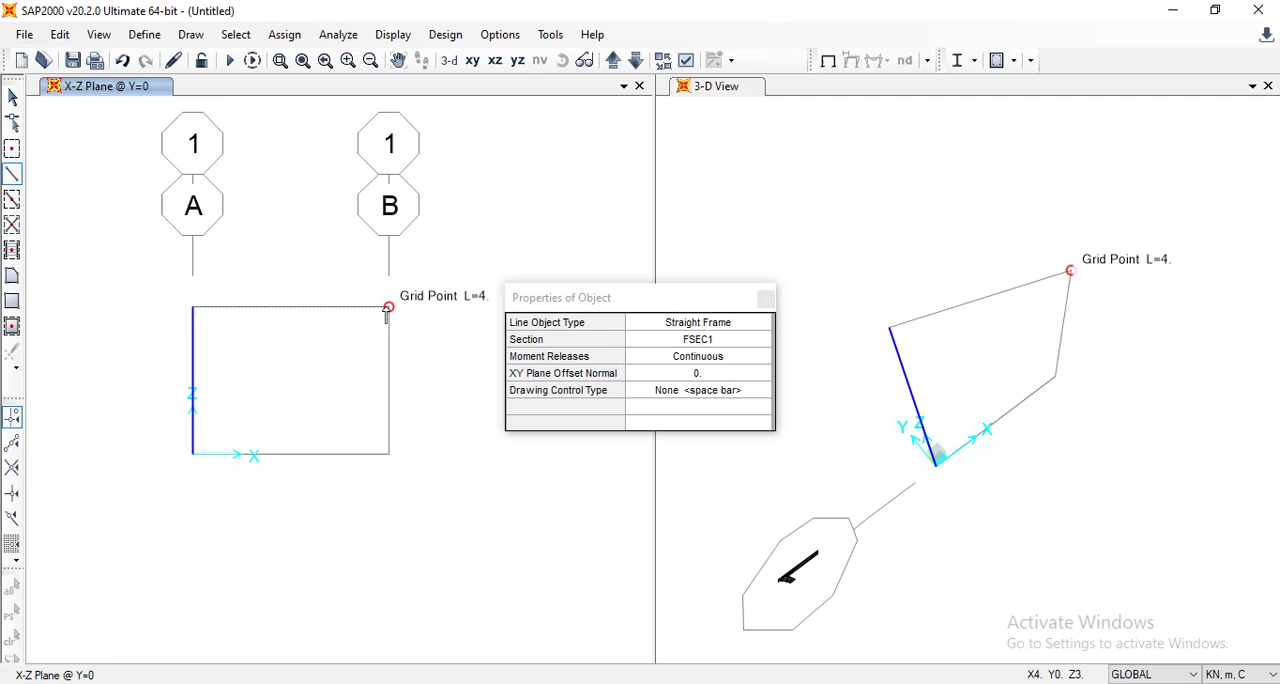 SAP2000 v20.2.0 Ultimate 64-bit - (Untitled)
File Edit View Define Draw Select Assign Analyze Display Design Options Tools Help
3-d xy xz yz nv nd
X-Z Plane @ Y=0
3-D View
1
1
A
B
Grid Point L=4.
Z
X
Properties of Object
Line Object Type Straight Frame
Section FSEC1
Moment Releases Continuous
XY Plane Offset Normal 0.
Drawing Control Type None <space bar>
Grid Point L=4.
Y
Z
X
1
all
ps
clr
Activate Windows
Go to Settings to activate Windows.
X-Z Plane @ Y=0
X4. Y0. Z3.
GLOBAL
KN, m, C